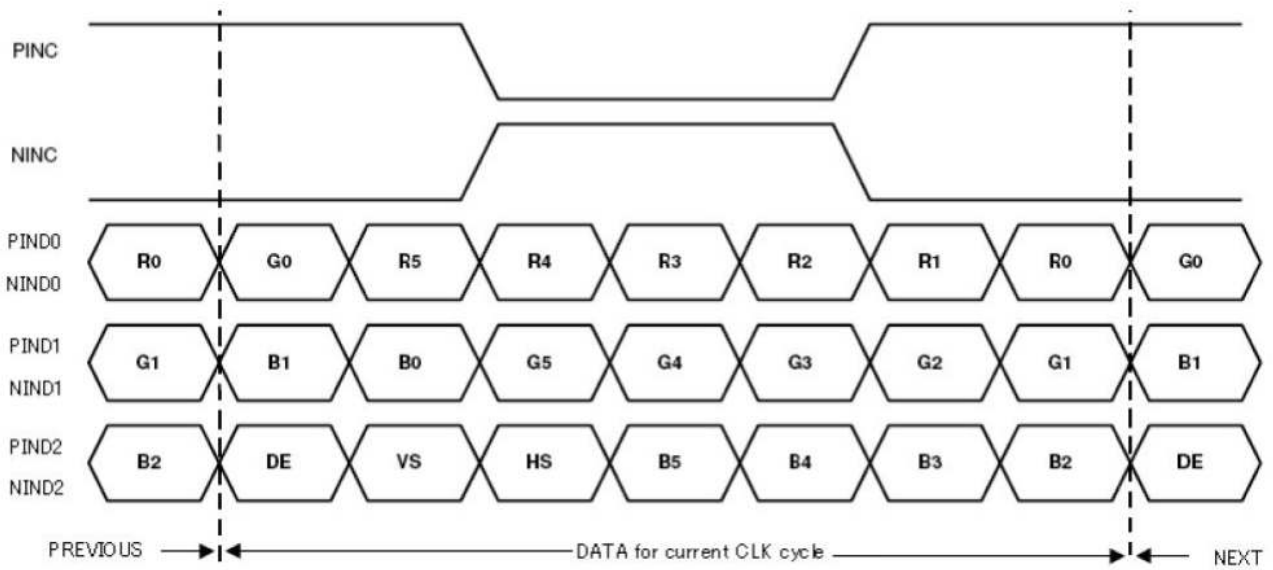 PINC
NINC
PIND0
R0 G0 R5 R4 R3 R2 R1 R0 G0
NIND0
PIND1
G1 B1 B0 G5 G4 G3 G2 G1 B1
NIND1
PIND2
B2 DE VS HS B5 B4 B3 B2 DE
NIND2
PREVIOUS DATA for current CLK cycle NEXT